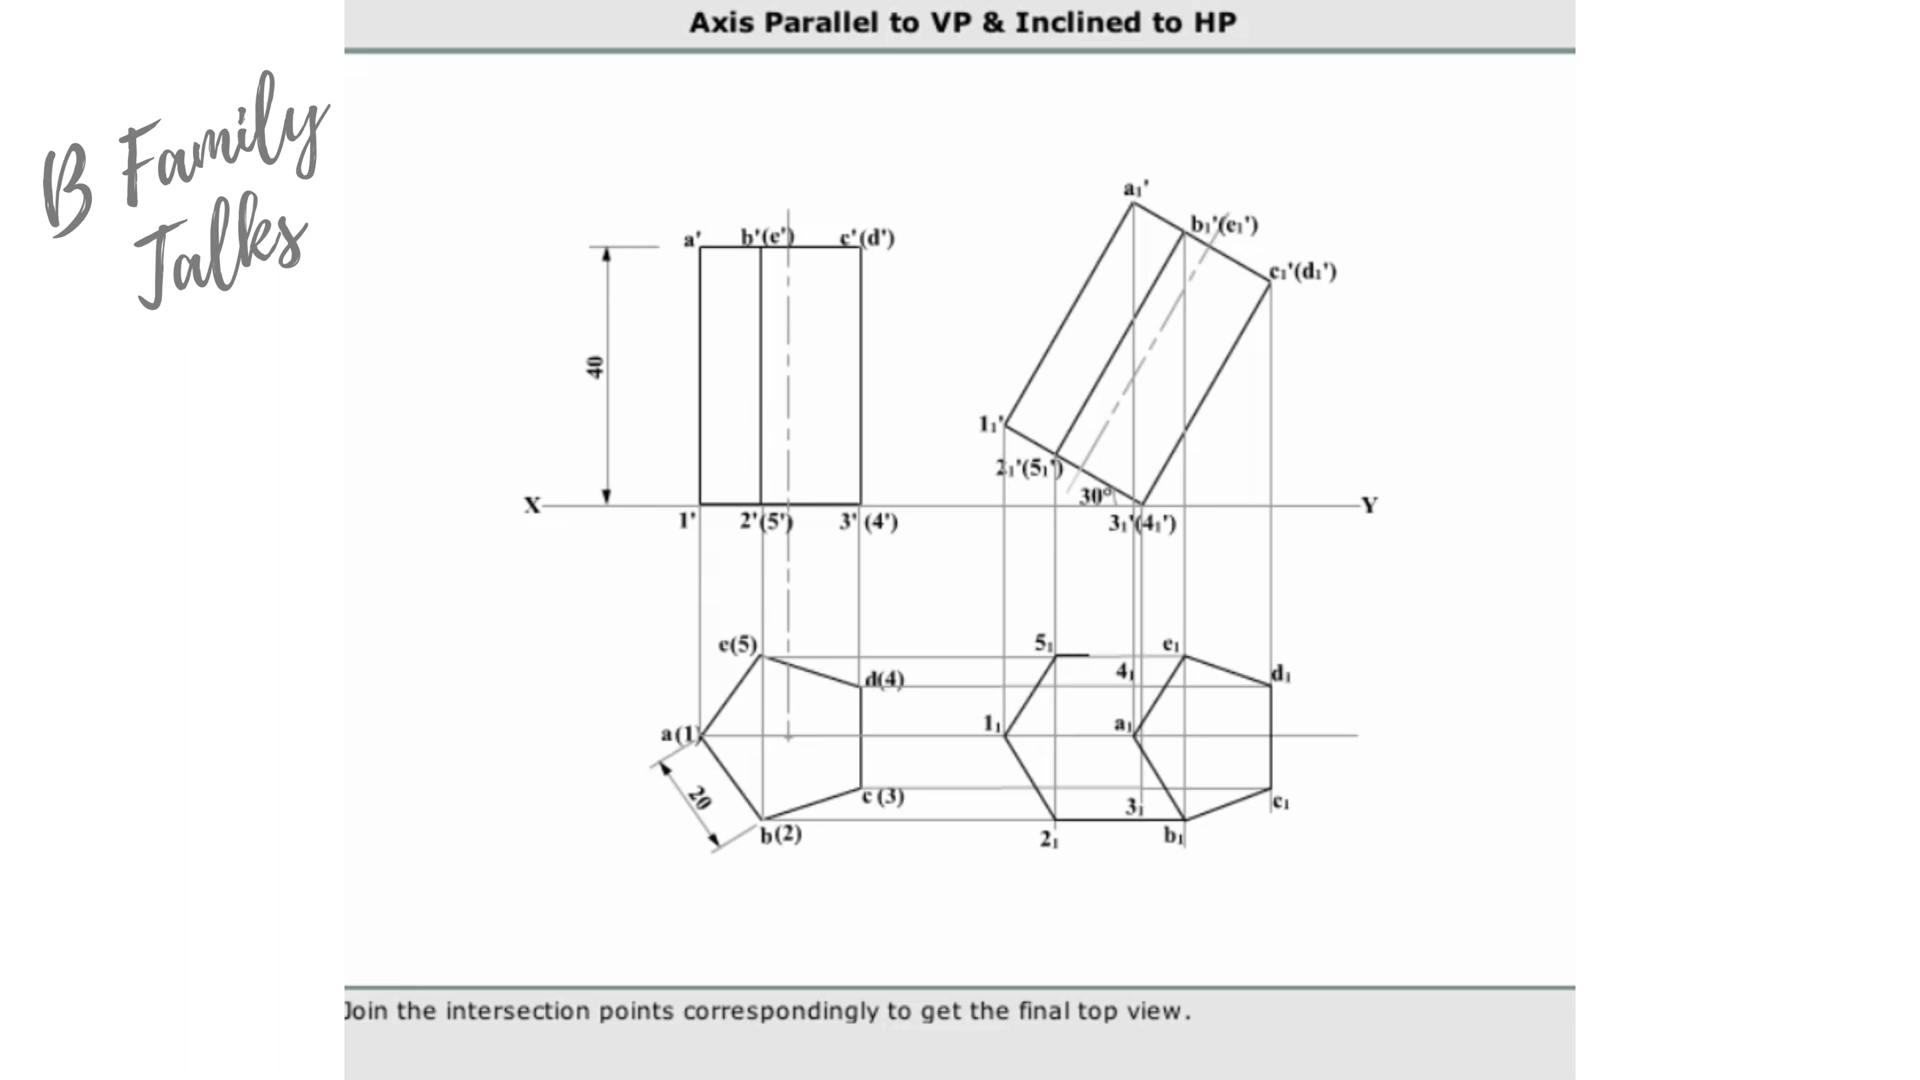 Axis Parallel to VP & Inclined to HP
B Family
Talks
a₁'
b₁'(e₁')
a' b'(e') c'(d')
c₁'(d₁')
40
1₁'
2₁'(5₁')
30°
X Y
1' 2'(5') 3' (4') 3₁'(4₁')
e(5) 5₁ e₁
d(4) 4₁ d₁
a(1) 1₁ a₁
20
c (3) 3₁ c₁
b(2) 2₁ b₁
Join the intersection points correspondingly to get the final top view.